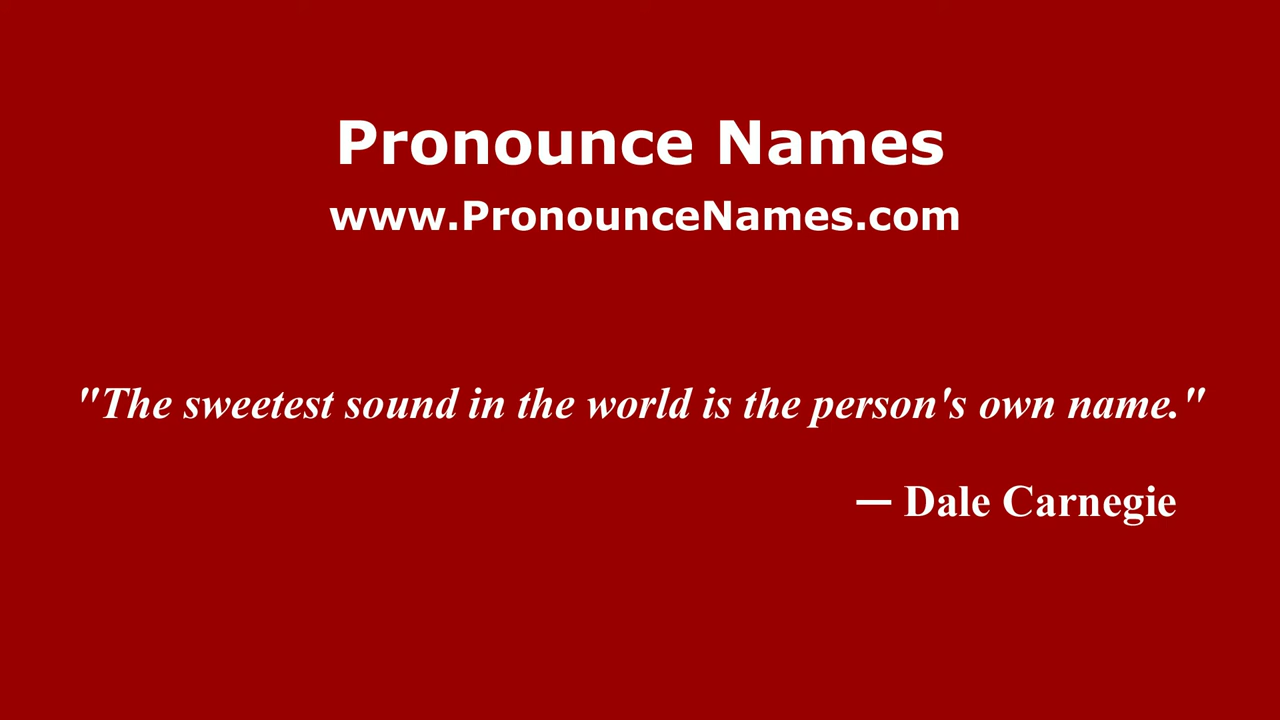 Pronounce Names
www.PronounceNames.com
"The sweetest sound in the world is the person's own name."
— Dale Carnegie